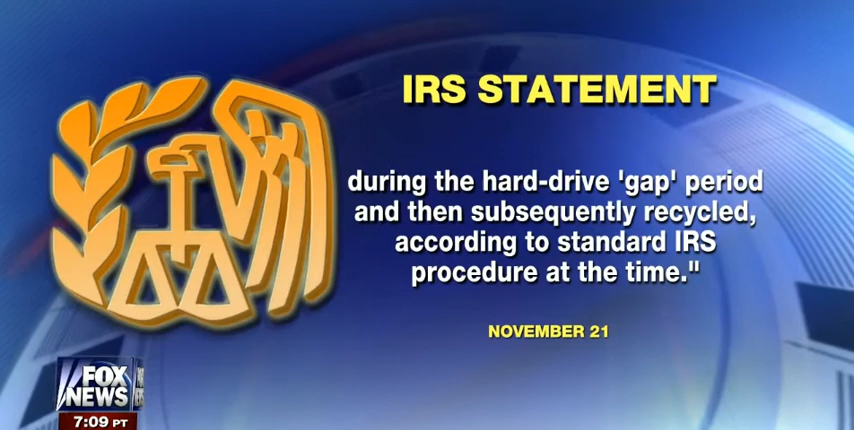 IRS STATEMENT
during the hard-drive 'gap' period
and then subsequently recycled,
according to standard IRS
procedure at the time."
NOVEMBER 21
FOX
NEWS
7:09 PT